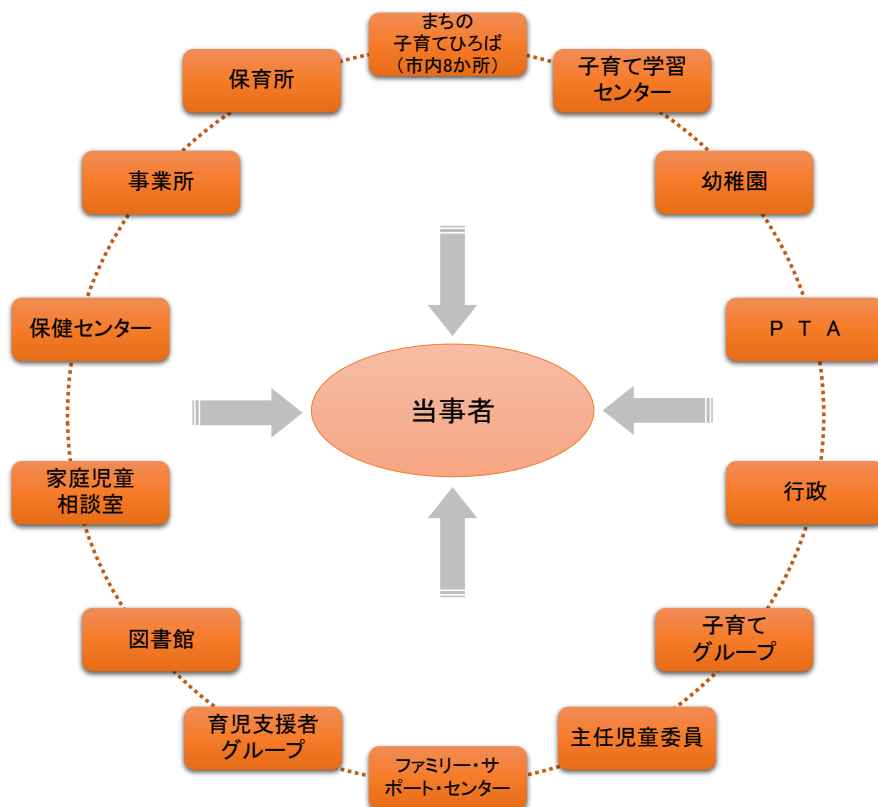 まちの
子育てひろば
（市内8か所）
子育て学習
センター
幼稚園
Ｐ Ｔ Ａ
行政
子育て
グループ
主任児童委員
ファミリー・サ
ポート・センター
育児支援者
グループ
図書館
家庭児童
相談室
保健センター
事業所
保育所
当事者